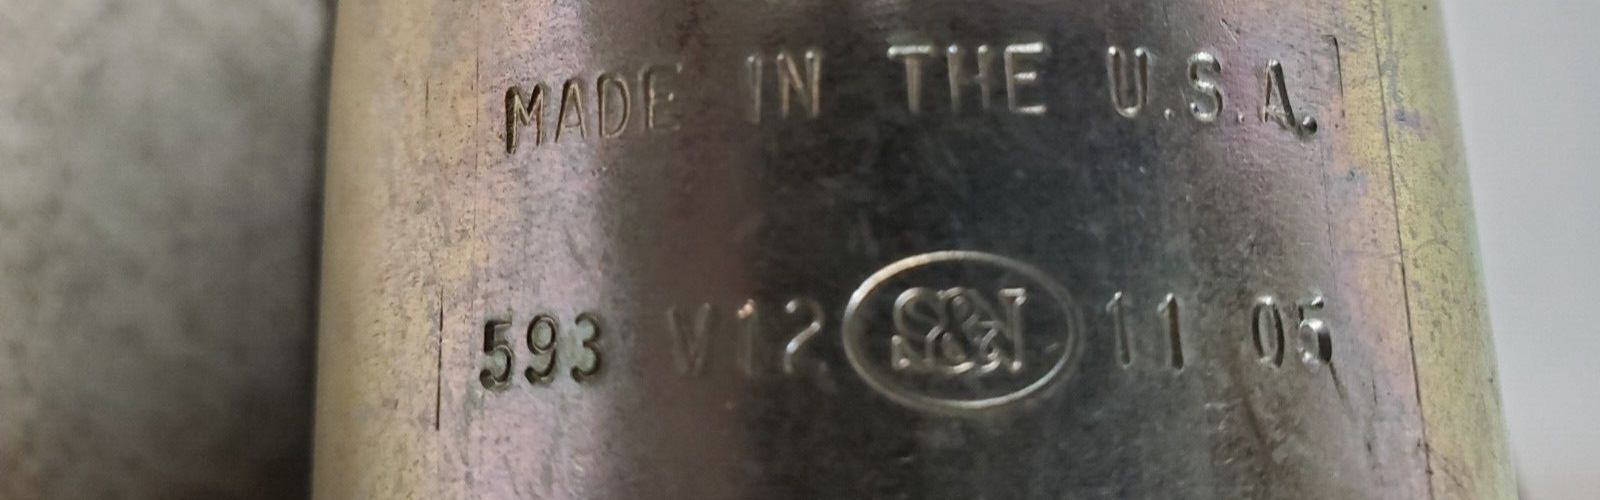 MADE IN THE U.S.A.
593 V12 S&N 11 05